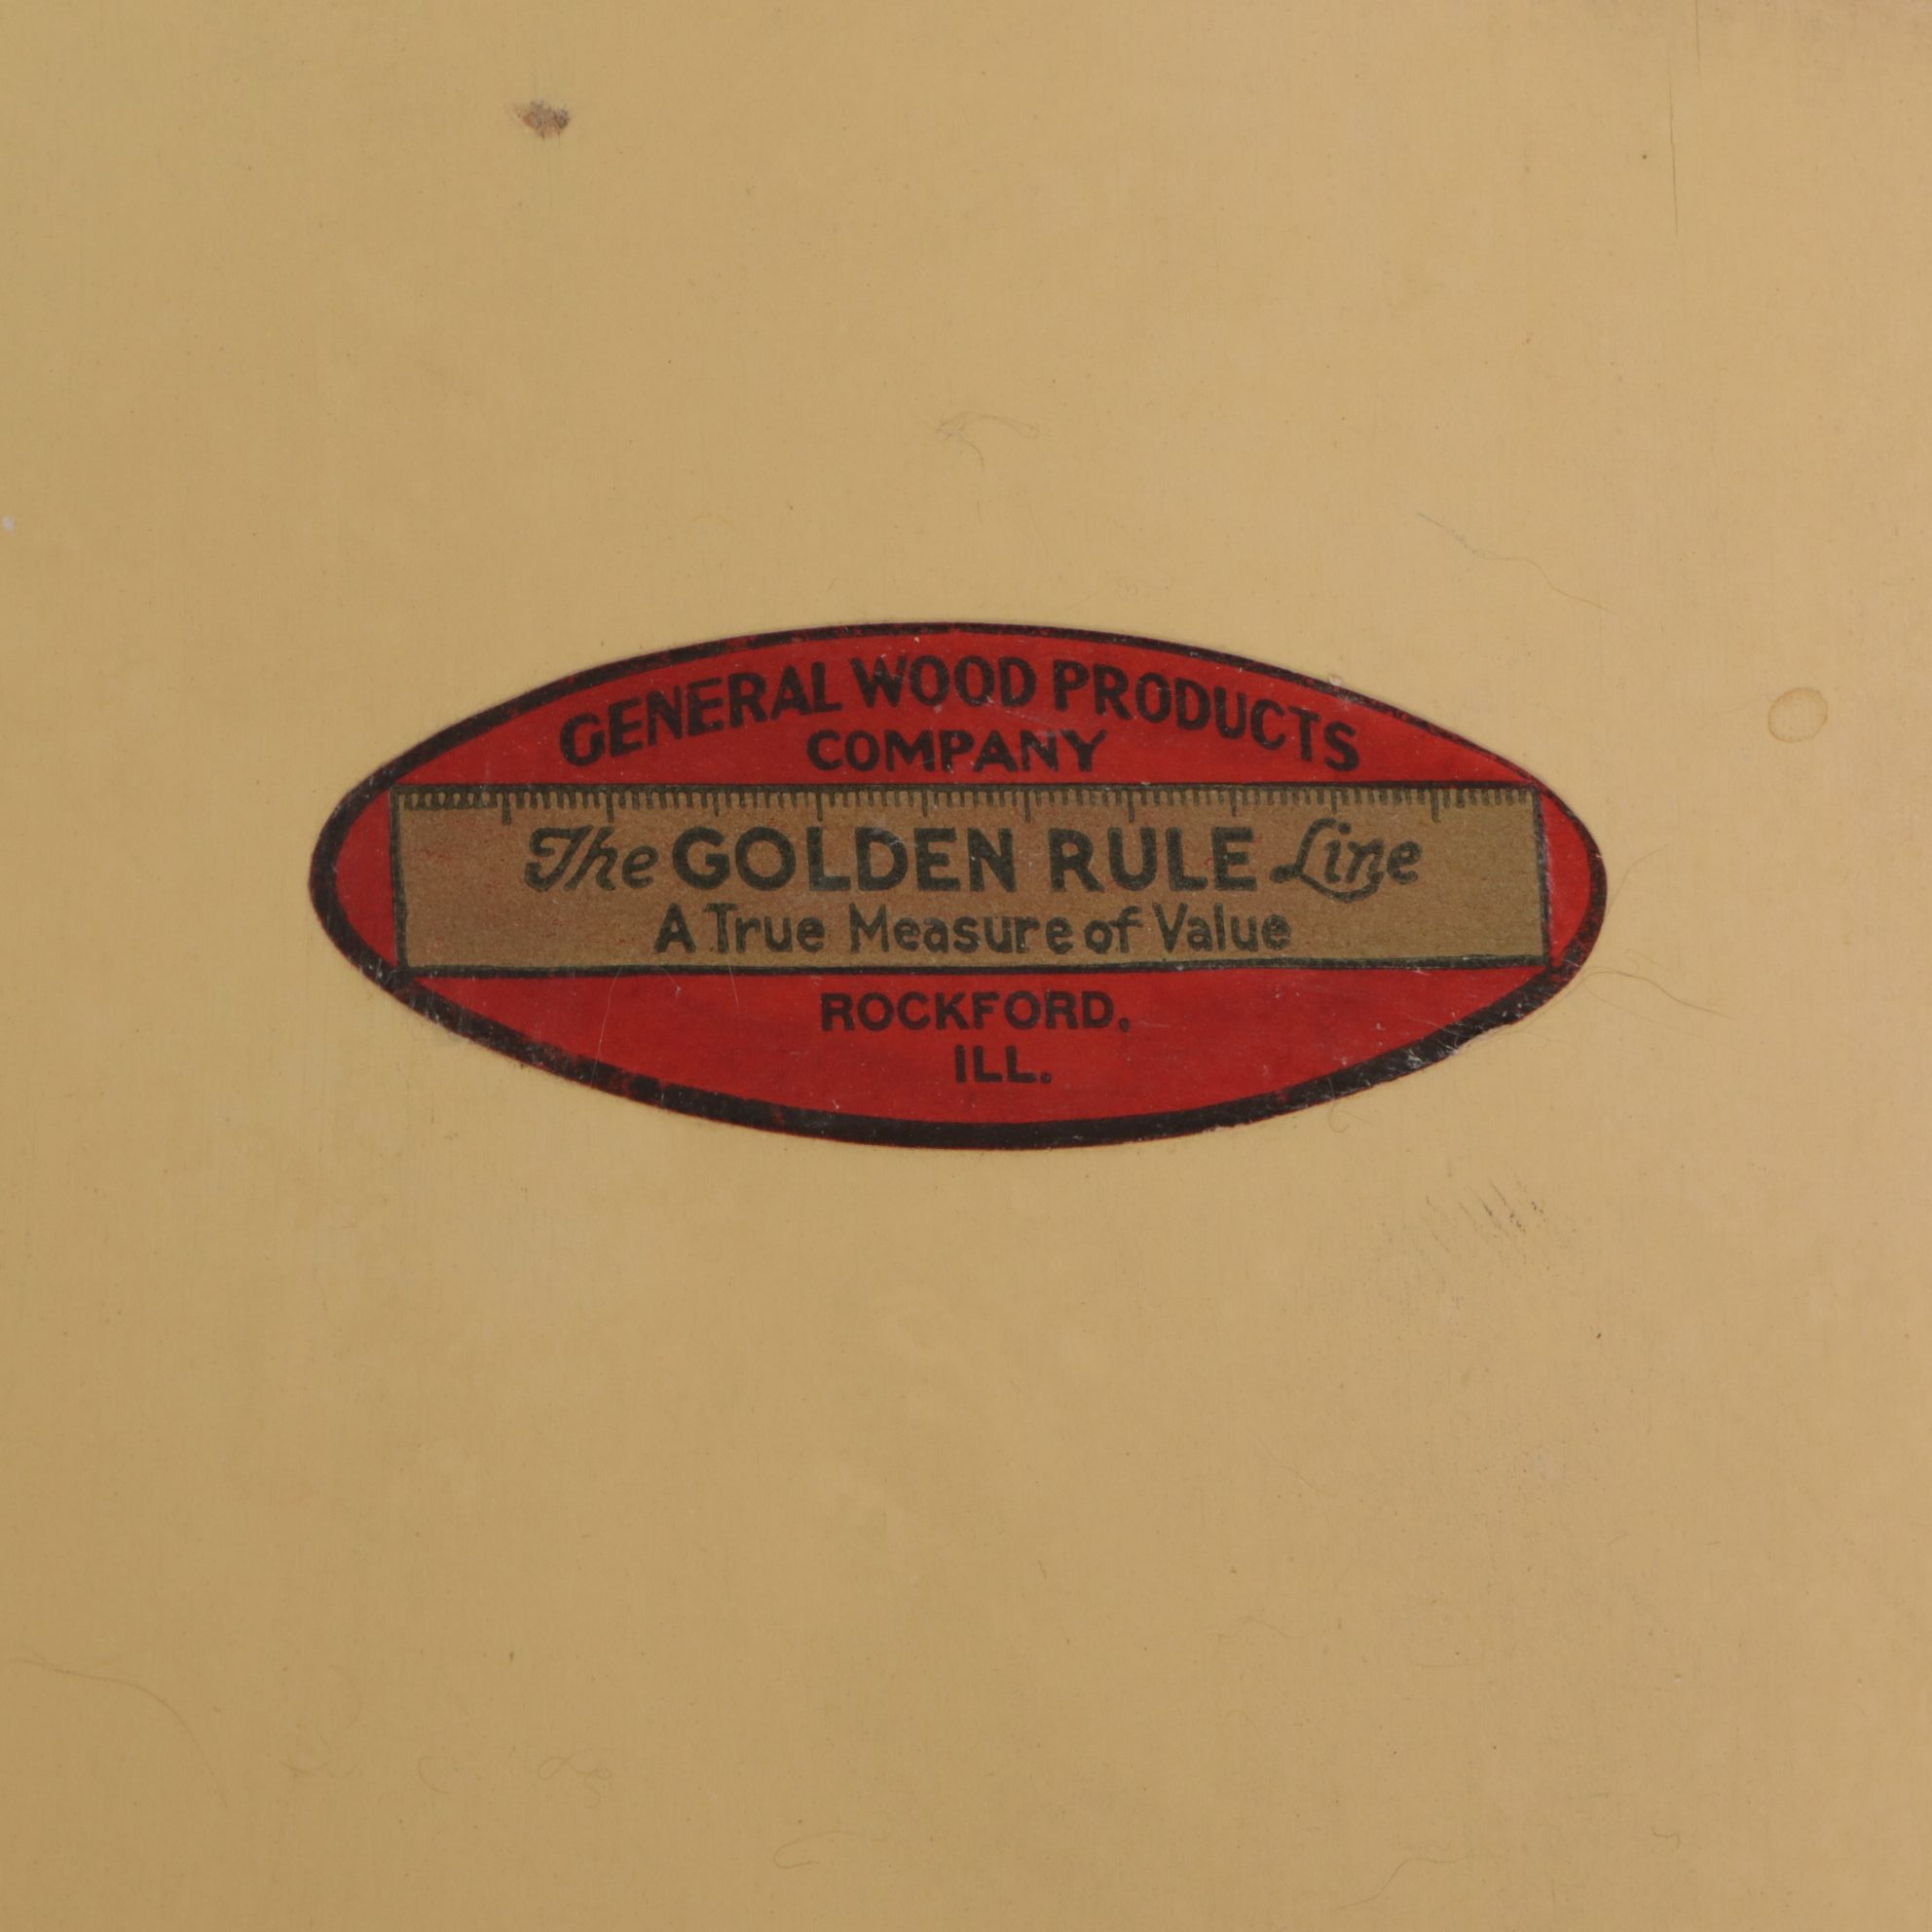 GENERAL WOOD PRODUCTS
COMPANY
The GOLDEN RULE Line
A True Measure of Value
ROCKFORD.
ILL.